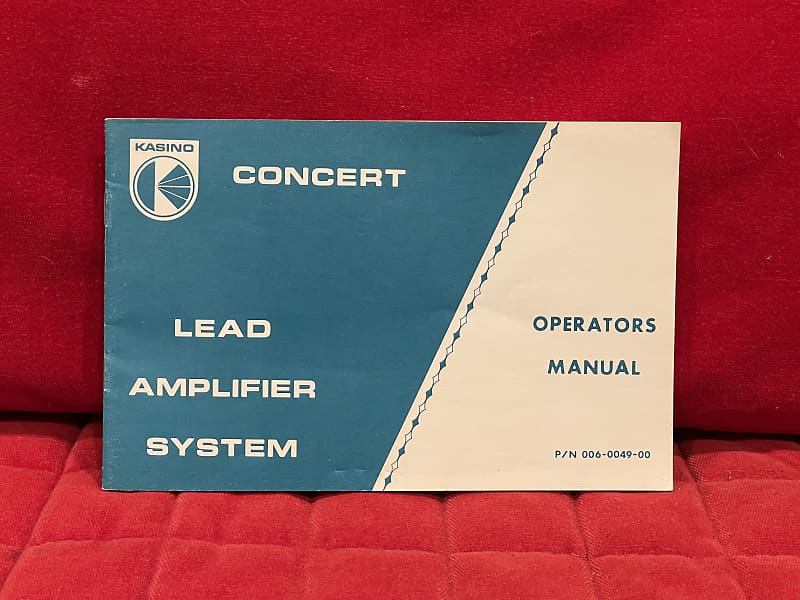 KASINO
CONCERT
LEAD
AMPLIFIER
SYSTEM
OPERATORS
MANUAL
P/N 006-0049-00